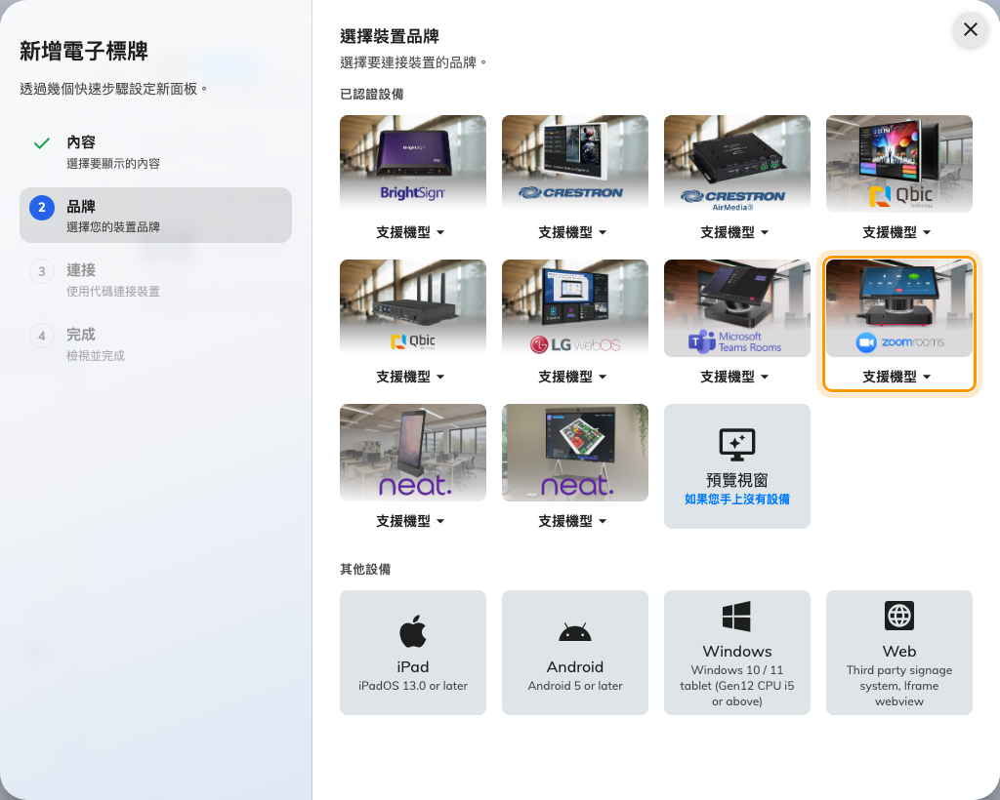 新增電子標牌
透過幾個快速步驟設定新面板。
內容
選擇要顯示的內容
2
品牌
選擇您的裝置品牌
3
連接
使用代碼連接裝置
4
完成
檢視並完成
選擇裝置品牌
選擇要連接裝置的品牌。
已認證設備
BrightSign
支援機型
CRESTRON
支援機型
CRESTRON
AirMedia®
支援機型
Qbic
支援機型
Qbic
支援機型
LG webOS
支援機型
Microsoft
Teams Rooms
支援機型
zoomrooms
支援機型
neat.
支援機型
neat.
支援機型
預覽視窗
如果您手上沒有設備
其他設備
iPad
iPadOS 13.0 or later
Android
Android 5 or later
Windows
Windows 10 / 11
tablet (Gen12 CPU i5
or above)
Web
Third party signage
system, Iframe
webview